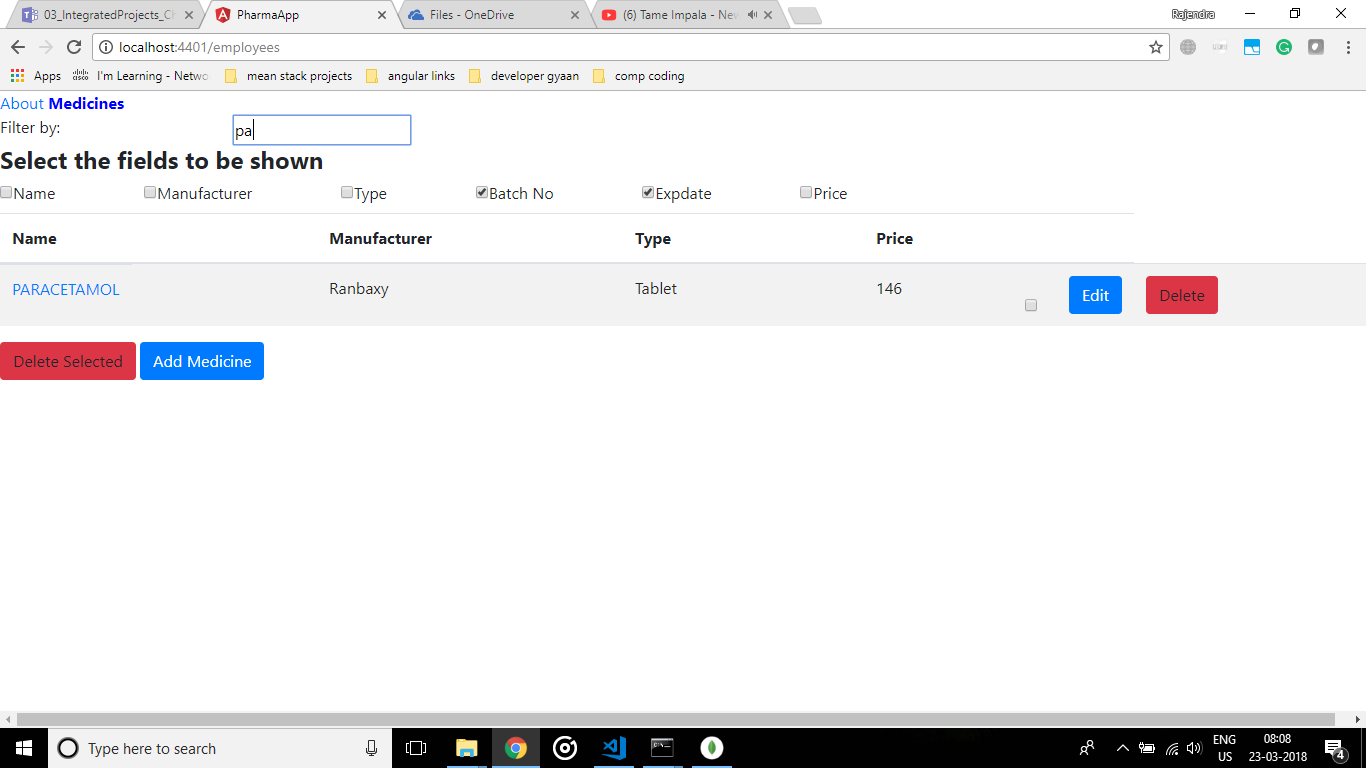 03_IntegratedProjects_Ch
PharmaApp
Files - OneDrive
(6) Tame Impala - New
Rajendra
localhost:4401/employees
Apps
I'm Learning - Netwo
mean stack projects
angular links
developer gyaan
comp coding
About Medicines
Filter by: pa
Select the fields to be shown
Name Manufacturer Type Batch No Expdate Price
Name Manufacturer Type Price
PARACETAMOL Ranbaxy Tablet 146 Edit Delete
Delete Selected Add Medicine
Type here to search
ENG 08:08
US 23-03-2018 4